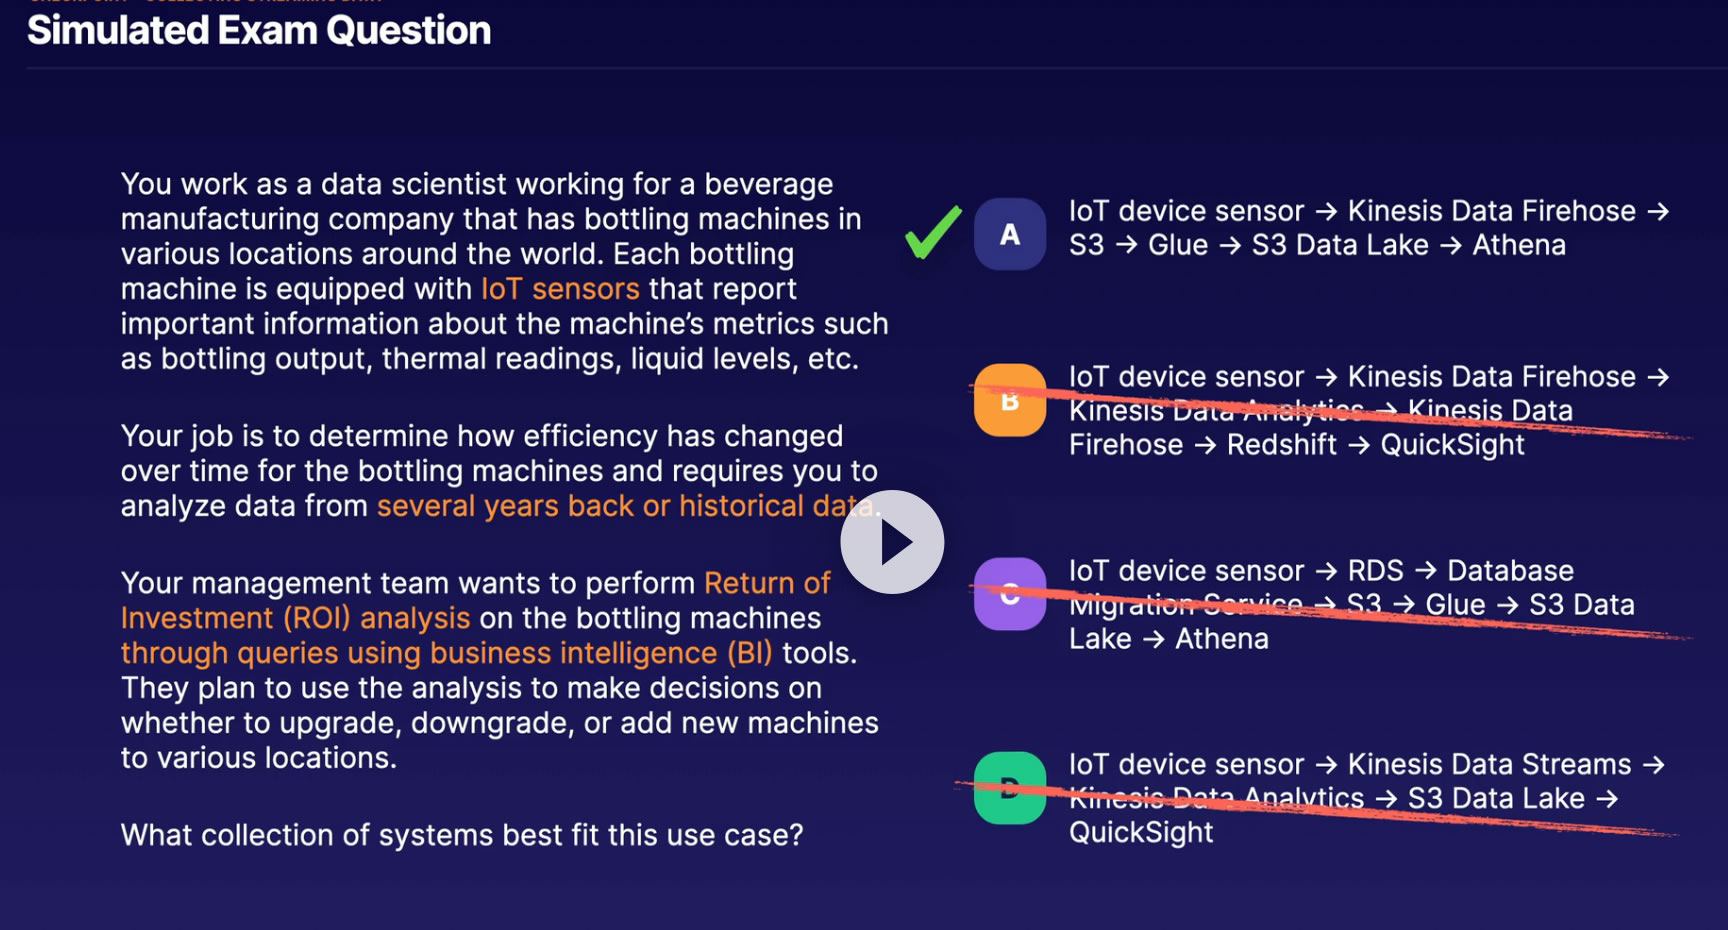 Simulated Exam Question
You work as a data scientist working for a beverage
manufacturing company that has bottling machines in
various locations around the world. Each bottling
machine is equipped with IoT sensors that report
important information about the machine's metrics such
as bottling output, thermal readings, liquid levels, etc.
Your job is to determine how efficiency has changed
over time for the bottling machines and requires you to
analyze data from several years back or historical data.
Your management team wants to perform Return of
Investment (ROI) analysis on the bottling machines
through queries using business intelligence (BI) tools.
They plan to use the analysis to make decisions on
whether to upgrade, downgrade, or add new machines
to various locations.
What collection of systems best fit this use case?
A
IoT device sensor → Kinesis Data Firehose →
S3 → Glue → S3 Data Lake → Athena
B
IoT device sensor → Kinesis Data Firehose →
Kinesis Data Analytics → Kinesis Data
Firehose → Redshift → QuickSight
C
IoT device sensor → RDS → Database
Migration Service → S3 → Glue → S3 Data
Lake → Athena
D
IoT device sensor → Kinesis Data Streams →
Kinesis Data Analytics → S3 Data Lake →
QuickSight